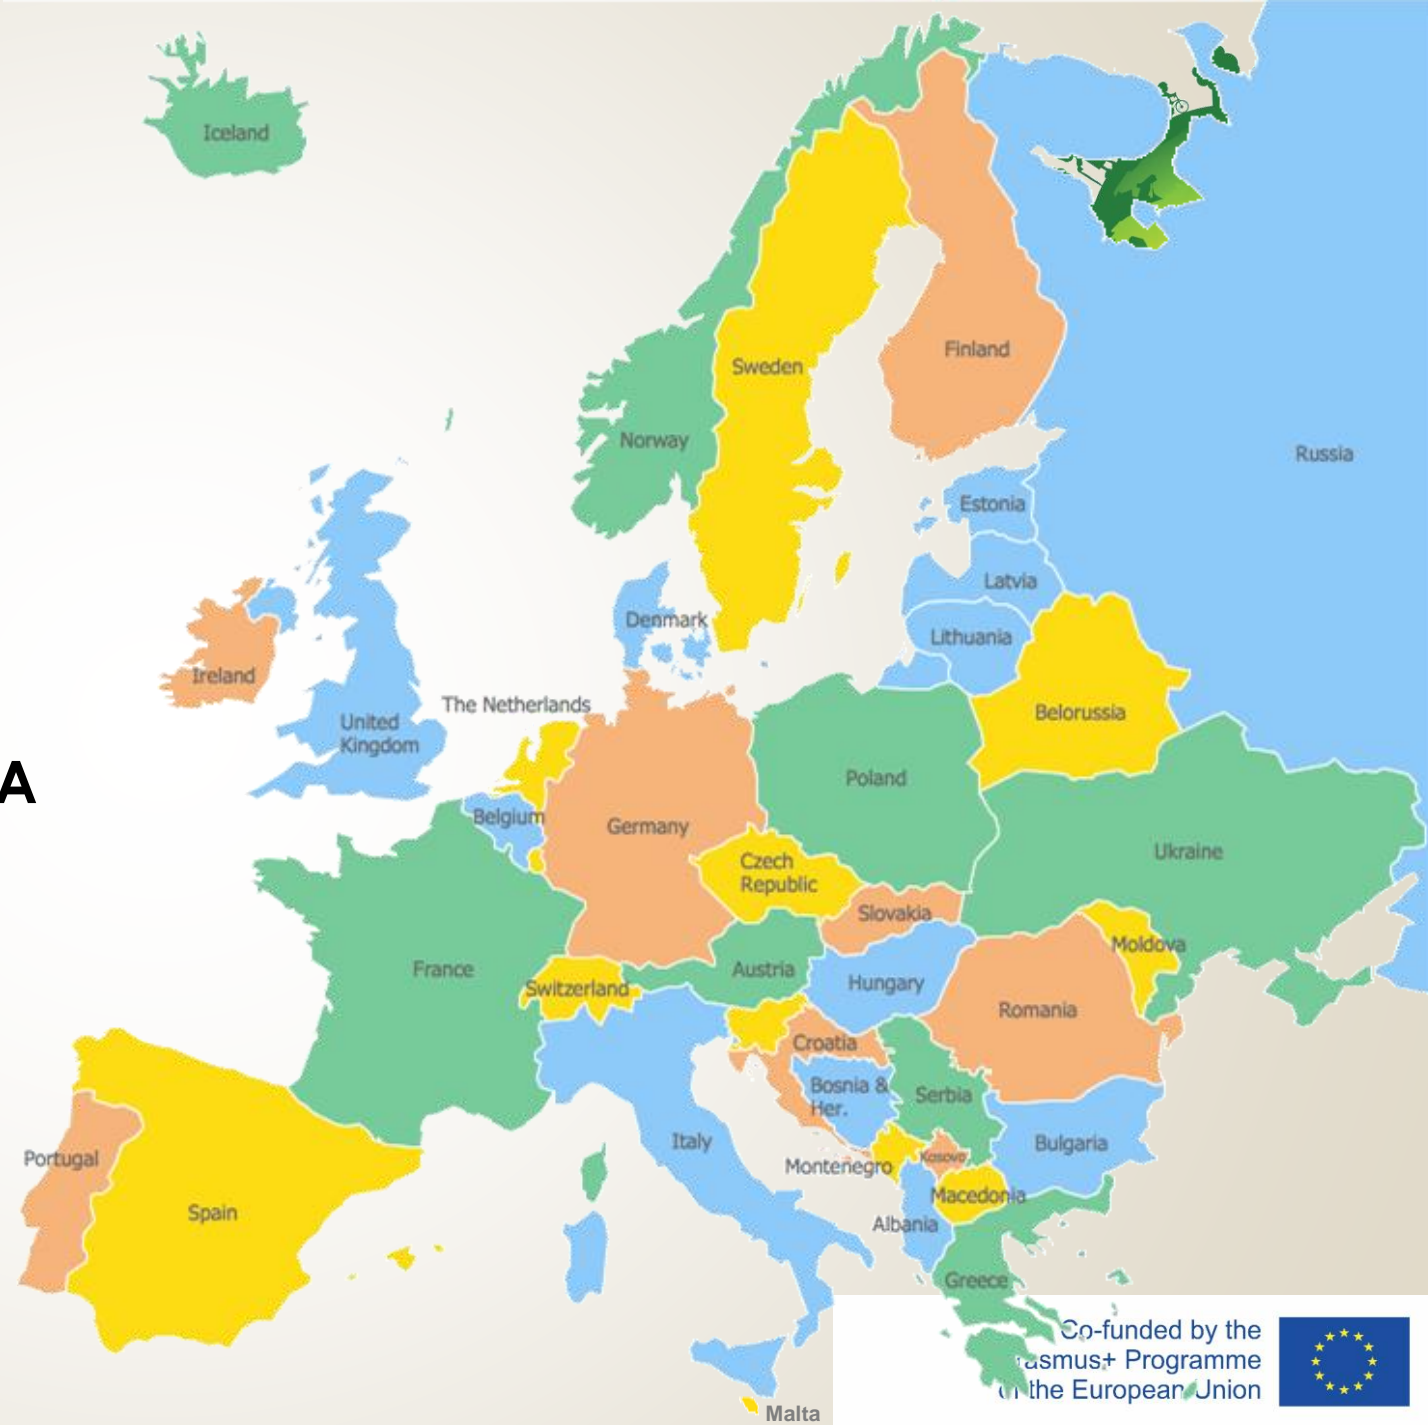 Iceland
Finland
Sweden
Norway
Russia
Estonia
Latvia
Denmark
Lithuania
Ireland
The Netherlands
Belorussia
United
Kingdom
A
Poland
Belgium
Germany
Ukraine
Czech
Republic
Slovakia
Moldova
France
Austria
Switzerland
Hungary
Romania
Croatia
Bosnia &
Her.
Serbia
Italy
Bulgaria
Portugal
Kosovo
Montenegro
Macedonia
Spain
Albania
Greece
Co-funded by the
asmus+ Programme
the European Union
Malta